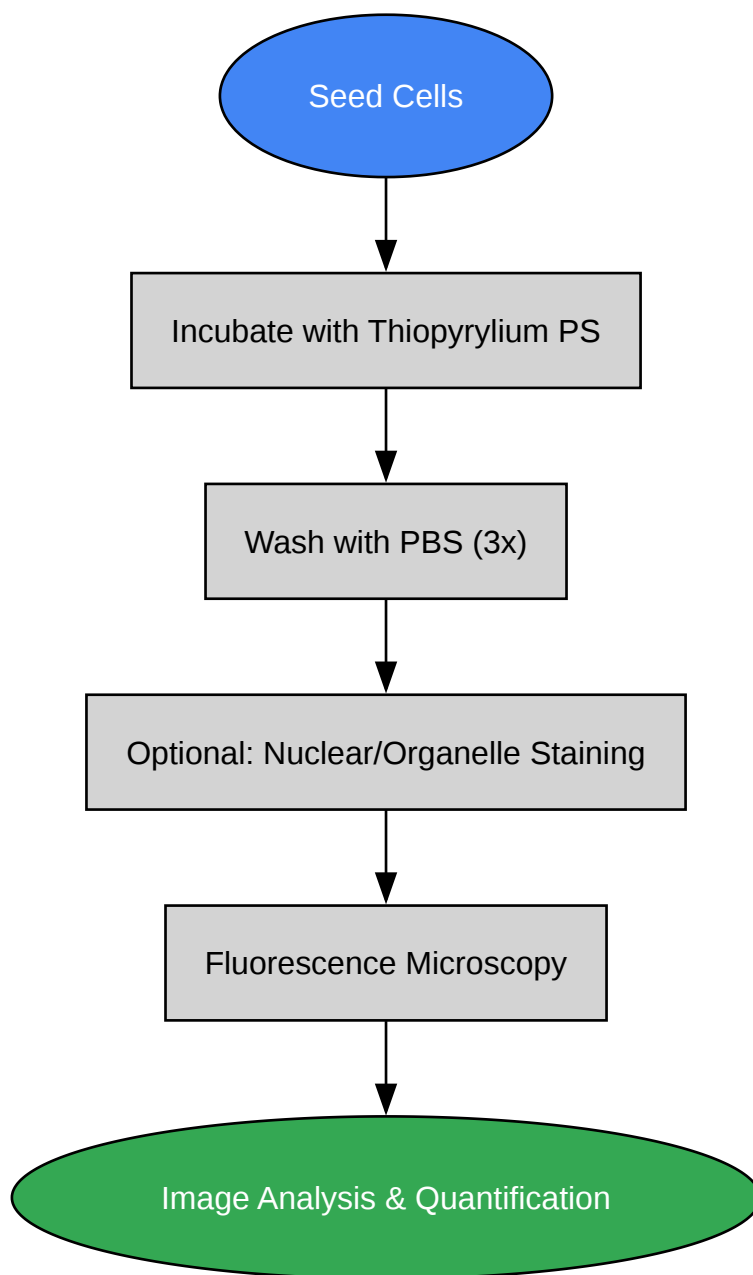 Seed Cells
Incubate with Thiopyrylium PS
Wash with PBS (3x)
Optional: Nuclear/Organelle Staining
Fluorescence Microscopy
Image Analysis & Quantification